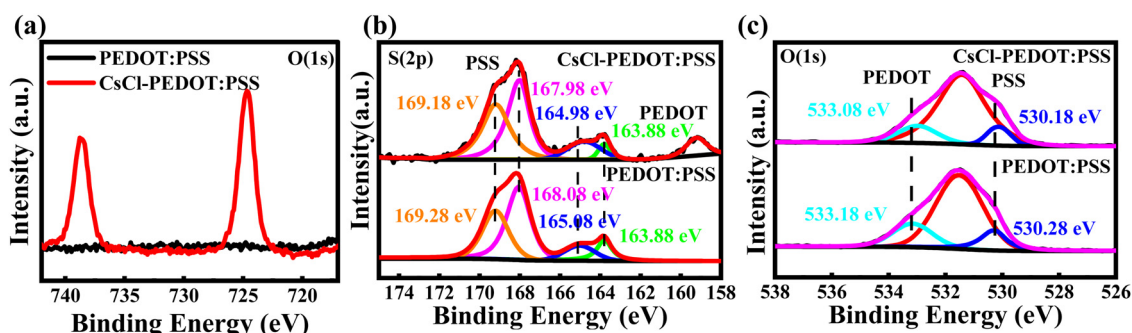 (a)
PEDOT:PSS
O(1s)
CsCl-PEDOT:PSS
Intensity (a.u.)
740
735
730
725
720
Binding Energy (eV)
(b)
S(2p)
PSS
CsCl-PEDOT:PSS
169.18 eV
167.98 eV
164.98 eV
PEDOT
163.88 eV
PEDOT:PSS
169.28 eV
168.08 eV
165.08 eV
163.88 eV
Intensity(a.u.)
175 174
170
168
166
164
162
160
158
Binding Energy (eV)
(c)
O(1s)
CsCl-PEDOT:PSS
PEDOT
PSS
533.08 eV
530.18 eV
PEDOT:PSS
533.18 eV
530.28 eV
Intensity (a.u.)
538
536
534
532
530
528
526
Binding Energy (eV)